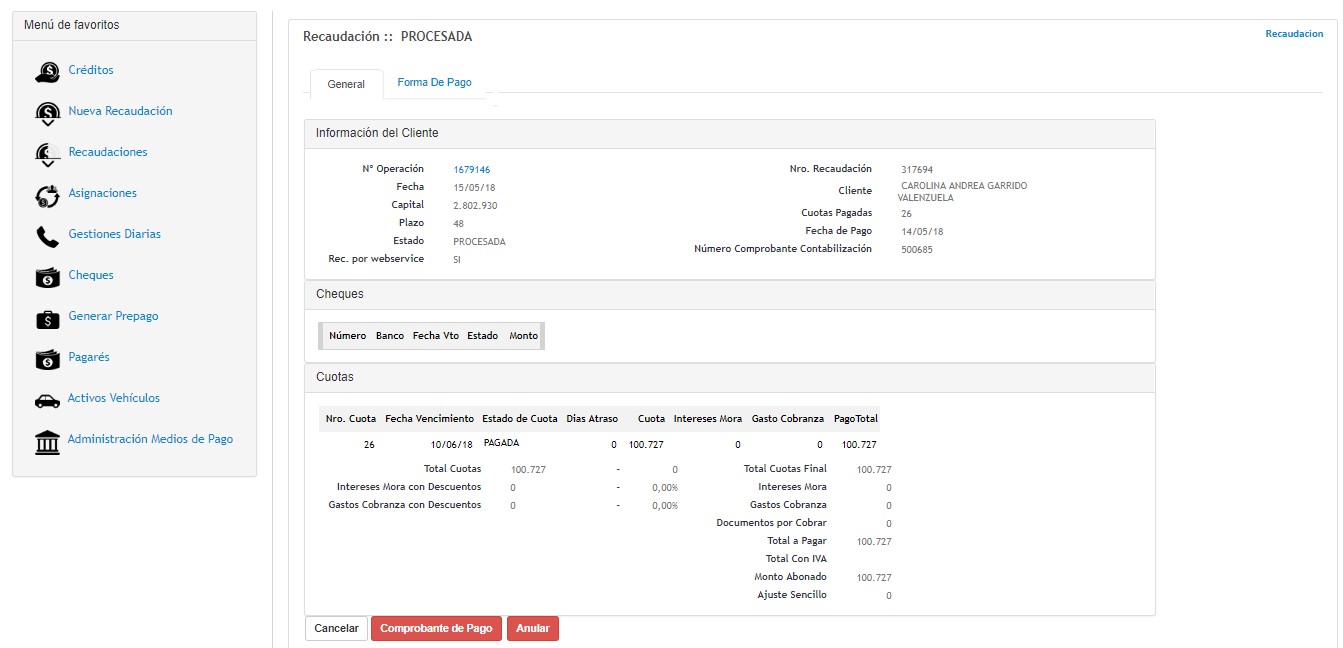 Menú de favoritos
Créditos
Nueva Recaudación
Recaudaciones
Asignaciones
Gestiones Diarias
Cheques
Generar Prepago
Pagarés
Activos Vehículos
Administración Medios de Pago
Recaudación :: PROCESADA
Recaudacion
General Forma De Pago
Información del Cliente
N° Operación 1679146 Nro. Recaudación 317694
Fecha 15/05/18 Cliente CAROLINA ANDREA GARRIDO
VALENZUELA
Capital 2.802.930 Cuotas Pagadas 26
Plazo 48 Fecha de Pago 14/05/18
Estado PROCESADA Número Comprobante Contabilización 500685
Rec. por webservice SI
Cheques
Número Banco Fecha Vto Estado Monto
Cuotas
Nro. Cuota Fecha Vencimiento Estado de Cuota Dias Atraso Cuota Intereses Mora Gasto Cobranza PagoTotal
26 10/06/18 PAGADA 0 100.727 0 0 100.727
Total Cuotas 100.727 - 0 Total Cuotas Final 100.727
Intereses Mora con Descuentos 0 - 0,00% Intereses Mora 0
Gastos Cobranza con Descuentos 0 - 0,00% Gastos Cobranza 0
Documentos por Cobrar 0
Total a Pagar 100.727
Total Con IVA
Monto Abonado 100.727
Ajuste Sencillo 0
Cancelar Comprobante de Pago Anular